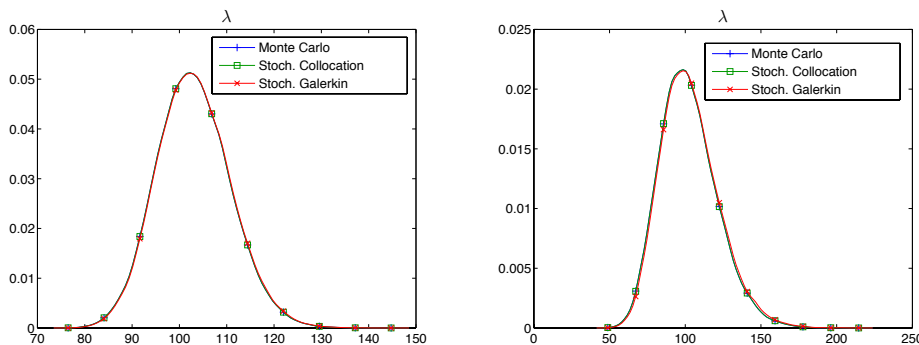 λ
0.06
0.05
0.04
0.03
0.02
0.01
0
70 80 90 100 110 120 130 140 150
Monte Carlo
Stoch. Collocation
Stoch. Galerkin
λ
0.025
0.02
0.015
0.01
0.005
0
0 50 100 150 200 250
Monte Carlo
Stoch. Collocation
Stoch. Galerkin